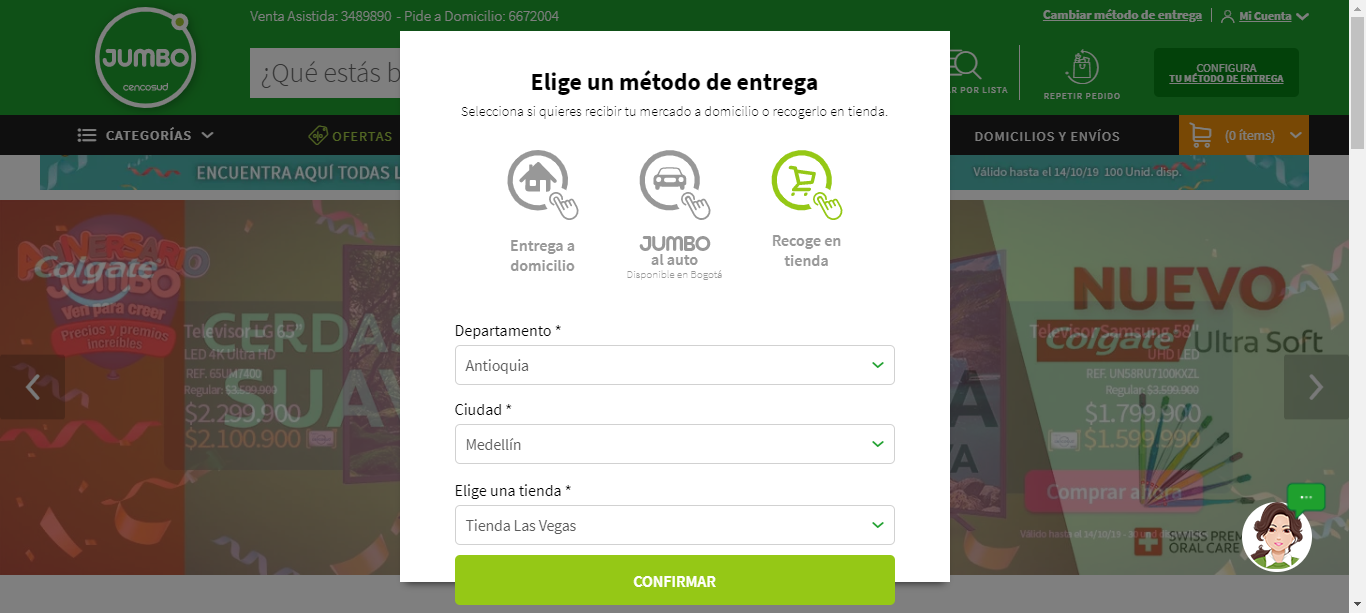 Venta Asistida: 3489890 - Pide a Domicilio: 6672004
Cambiar método de entrega
Mi Cuenta
JUMBO
cencosud
¿Qué estás b
R POR LISTA
REPETIR PEDIDO
CONFIGURA
TU MÉTODO DE ENTREGA
CATEGORÍAS
OFERTAS
DOMICILIOS Y ENVÍOS
(0 ítems)
ENCUENTRA AQUÍ TODAS L
Válido hasta el 14/10/19 100 Unid. disp.
Elige un método de entrega
Selecciona si quieres recibir tu mercado a domicilio o recogerlo en tienda.
Entrega a
domicilio
JUMBO
al auto
Disponible en Bogotá
Recoge en
tienda
Departamento *
Antioquia
Ciudad *
Medellín
Elige una tienda *
Tienda Las Vegas
CONFIRMAR
ANIVERSARIO
Colgate
JUMBO
Ven para creer
Precios y premios
increíbles
CERDAS
SUA
Televisor LG 65"
LED 4K Ultra HD
REF. 65UM7400
Regular: $3.599.900
$2.299.900
$2.100.900
NUEVO
Colgate Ultra Soft
Televisor Samsung 58"
UHD LED
REF. UN58RU7100KXZL
Regular: $3.599.900
$1.799.900
$1.599.990
Comprar ahora
Válido hasta el 14/10/19 - 30
SWISS PREM
ORAL CARE